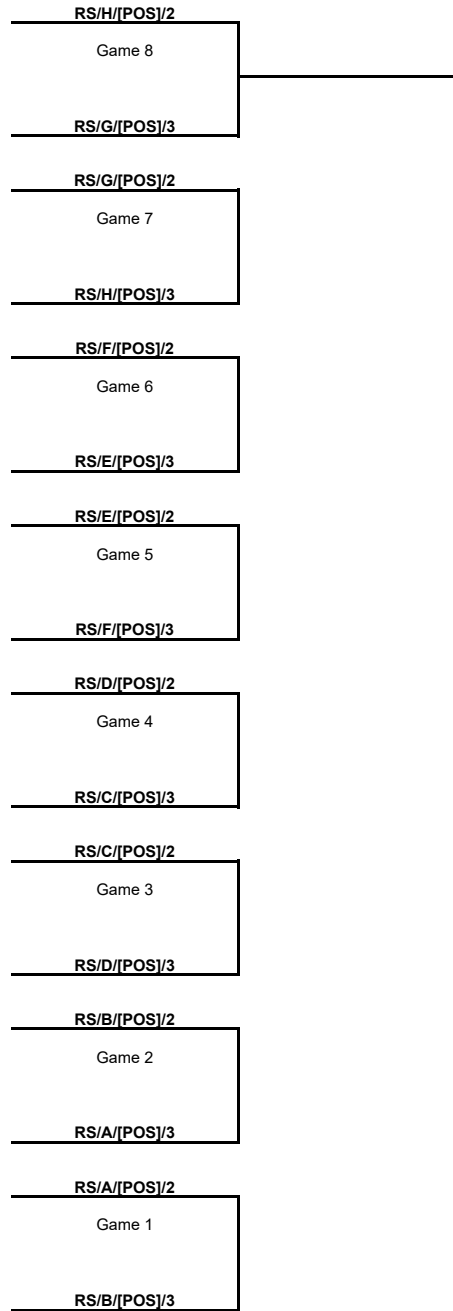 RS/H/[POS]/2
Game 8
RS/G/[POS]/3
RS/G/[POS]/2
Game 7
RS/H/[POS]/3
RS/F/[POS]/2
Game 6
RS/E/[POS]/3
RS/E/[POS]/2
Game 5
RS/F/[POS]/3
RS/D/[POS]/2
Game 4
RS/C/[POS]/3
RS/C/[POS]/2
Game 3
RS/D/[POS]/3
RS/B/[POS]/2
Game 2
RS/A/[POS]/3
RS/A/[POS]/2
Game 1
RS/B/[POS]/3